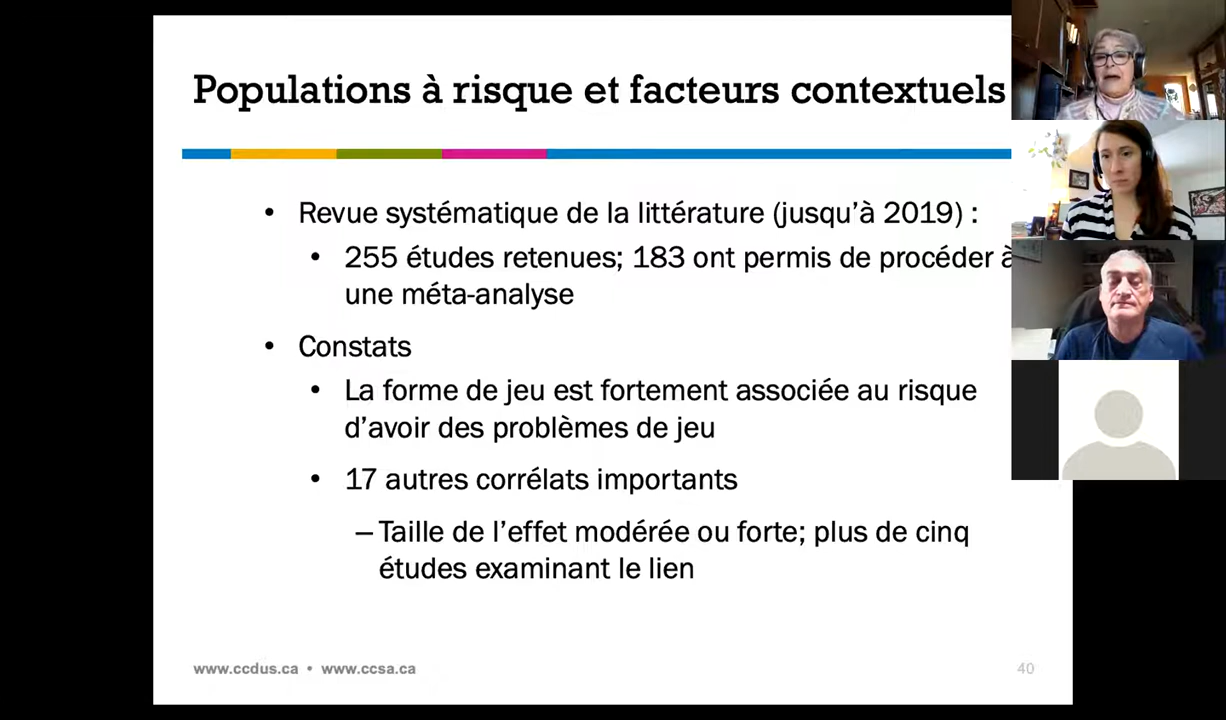 Populations à risque et facteurs contextuels
• Revue systématique de la littérature (jusqu’à 2019) :
• 255 études retenues; 183 ont permis de procéder à
une méta-analyse
• Constats
• La forme de jeu est fortement associée au risque
d’avoir des problèmes de jeu
• 17 autres corrélats importants
– Taille de l’effet modérée ou forte; plus de cinq
études examinant le lien
www.ccdus.ca • www.ccsa.ca
40